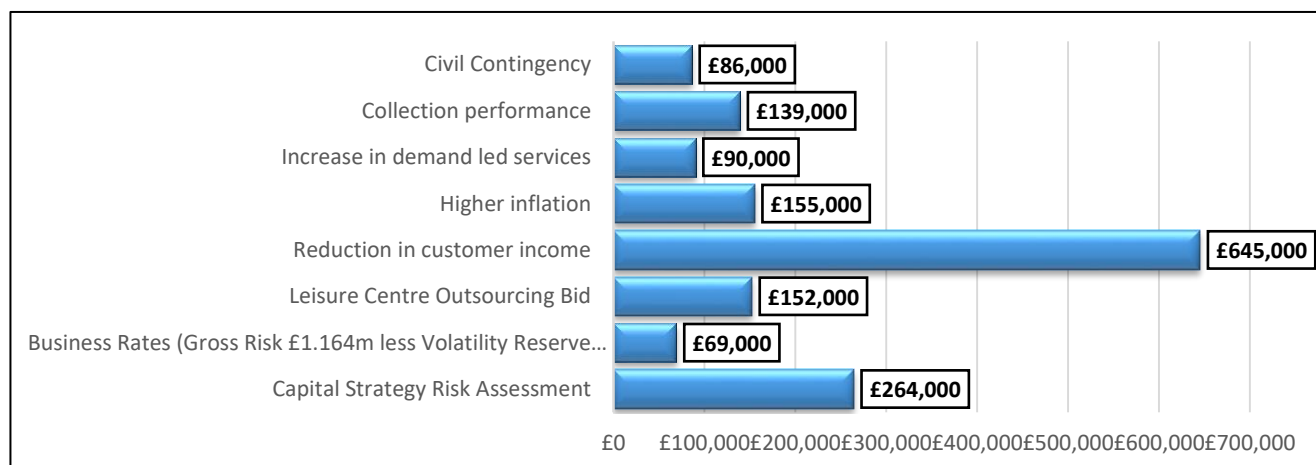 Civil Contingency £86,000
Collection performance £139,000
Increase in demand led services £90,000
Higher inflation £155,000
Reduction in customer income £645,000
Leisure Centre Outsourcing Bid £152,000
Business Rates (Gross Risk £1.164m less Volatility Reserve... £69,000
Capital Strategy Risk Assessment £264,000
£0 £100,000 £200,000 £300,000 £400,000 £500,000 £600,000 £700,000